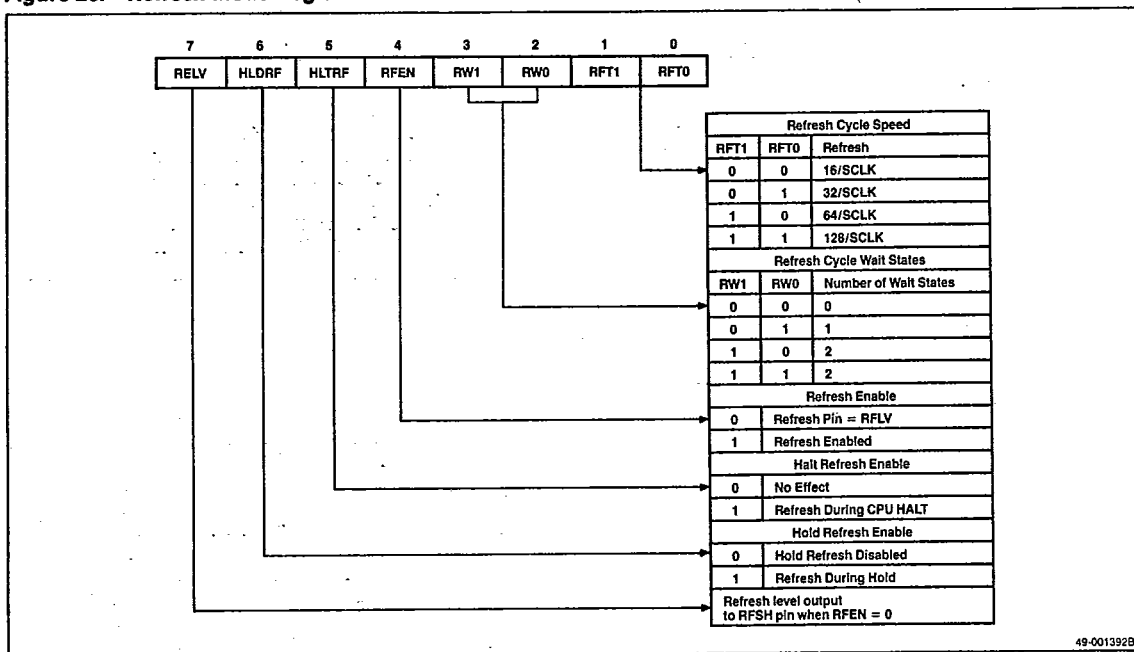 7 6 5 4 3 2 1 0
RELV HLDRF HLTRF RFEN RW1 RW0 RFT1 RFT0
Refresh Cycle Speed
RFT1 RFT0 Refresh
0 0 16/SCLK
0 1 32/SCLK
1 0 64/SCLK
1 1 128/SCLK
Refresh Cycle Wait States
RW1 RW0 Number of Wait States
0 0 0
0 1 1
1 0 2
1 1 2
Refresh Enable
0 Refresh Pin = RFLV
1 Refresh Enabled
Halt Refresh Enable
0 No Effect
1 Refresh During CPU HALT
Hold Refresh Enable
0 Hold Refresh Disabled
1 Refresh During Hold
Refresh level output
to RFSH pin when RFEN = 0
49-001392B